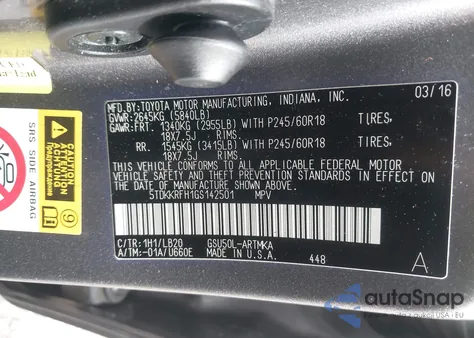 MFD. BY: TOYOTA MOTOR MANUFACTURING, INDIANA, INC. 03/16
GVWR: 2645KG (5840LB)
GAWR: FRT. 1340KG (2955LB) WITH P245/60R18 TIRES,
18X7.5J RIMS.
RR. 1545KG (3415LB) WITH P245/60R18 TIRES,
18X7.5J RIMS.
THIS VEHICLE CONFORMS TO ALL APPLICABLE FEDERAL MOTOR
VEHICLE SAFETY STANDARDS IN EFFECT ON THE DATE OF
MANUFACTURE SHOWN ABOVE.
5TDKKRFH1GS142501 MPV
C/TR: 1H1/LB20 GSU50L-ARTMKA
A/TM:-01A/U660E MADE IN U.S.A. 448
A
SRS SIDE AIRBAG
ACHTUNG
ATTENTION
CAUTION
9
autoSnap